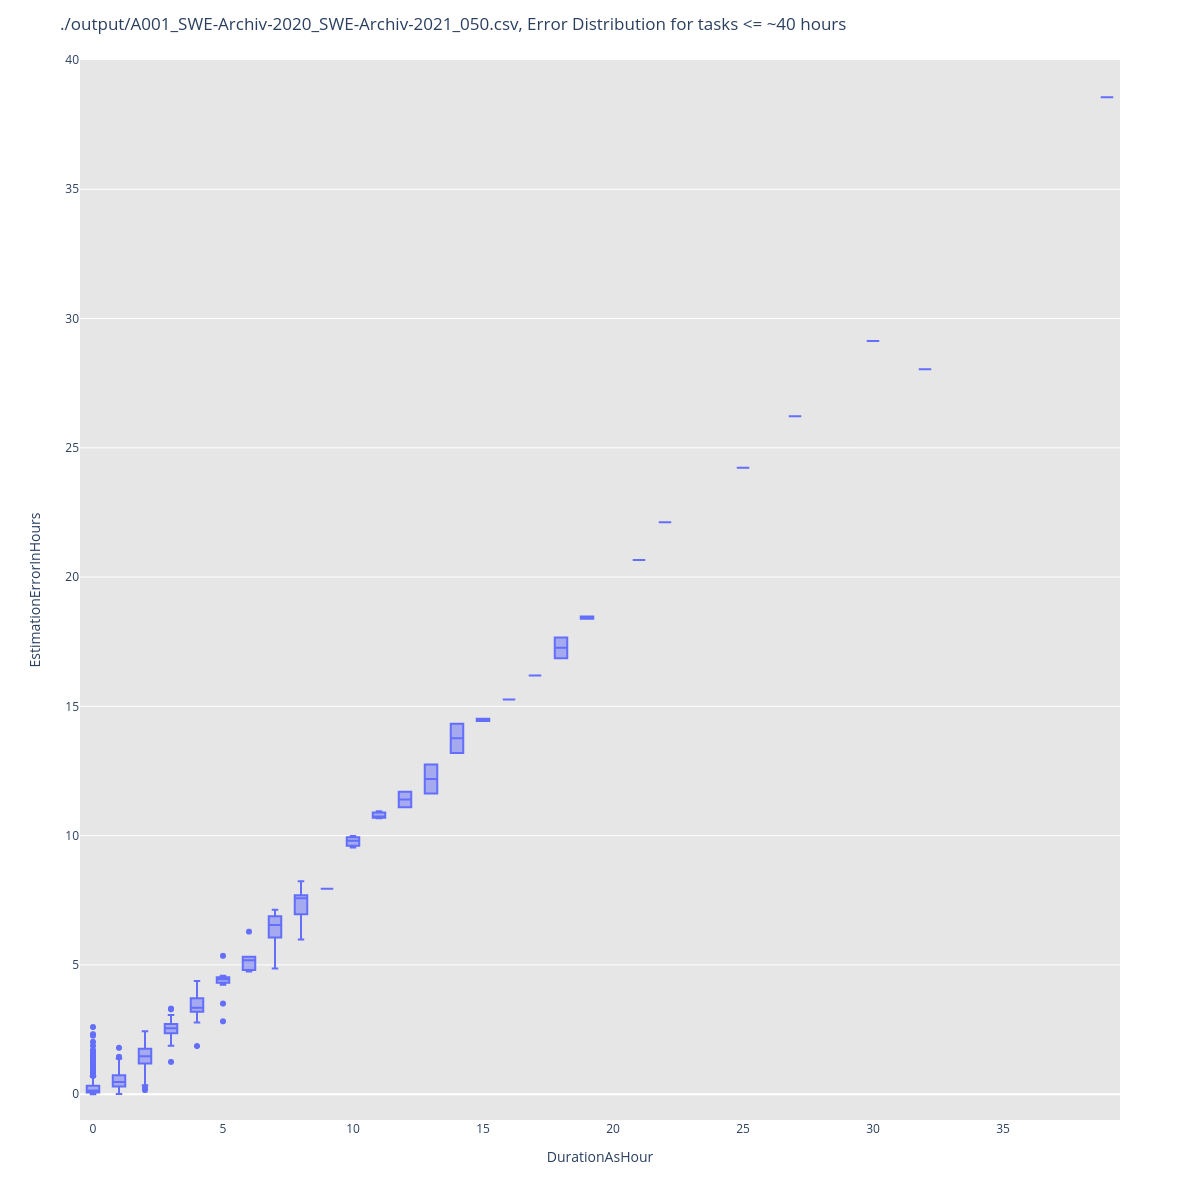 ./output/A001_SWE-Archiv-2020_SWE-Archiv-2021_050.csv, Error Distribution for tasks <= ~40 hours
40
35
30
25
20
15
10
5
0
EstimationErrorInHours
0 5 10 15 20 25 30 35
DurationAsHour